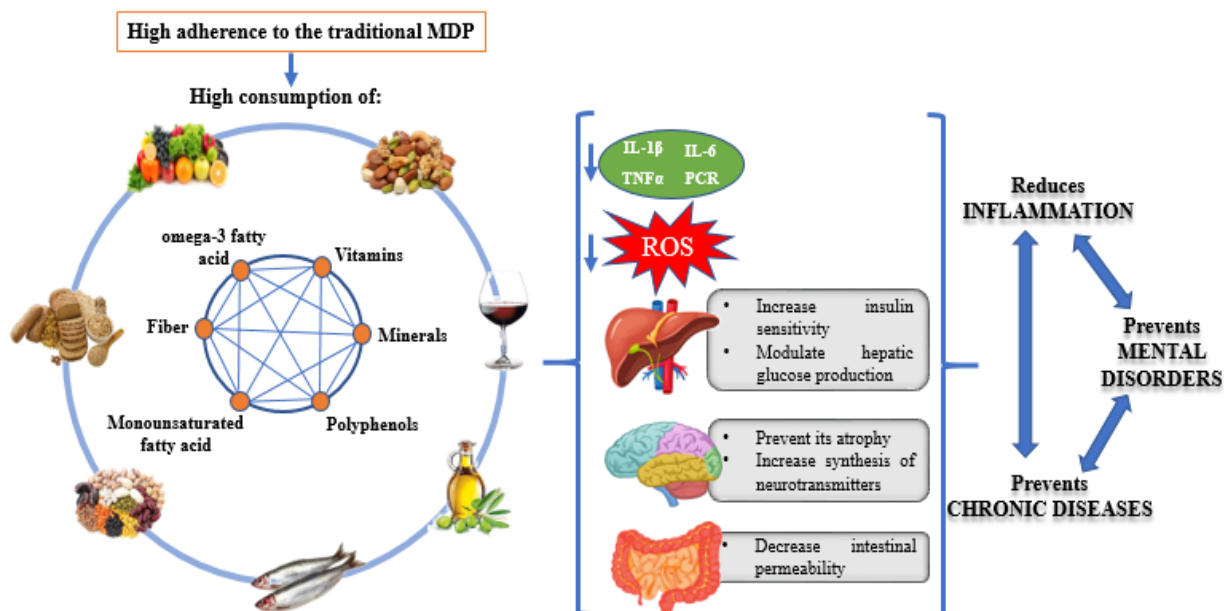 High adherence to the traditional MDP
High consumption of:
omega-3 fatty
acid
Vitamins
Fiber
Minerals
Monounsaturated
fatty acid
Polyphenols
IL-1β IL-6
TNFα PCR
ROS
• Increase insulin
sensitivity
• Modulate hepatic
glucose production
• Prevent its atrophy
• Increase synthesis of
neurotransmitters
• Decrease intestinal
permeability
Reduces
INFLAMMATION
Prevents
MENTAL
DISORDERS
Prevents
CHRONIC DISEASES